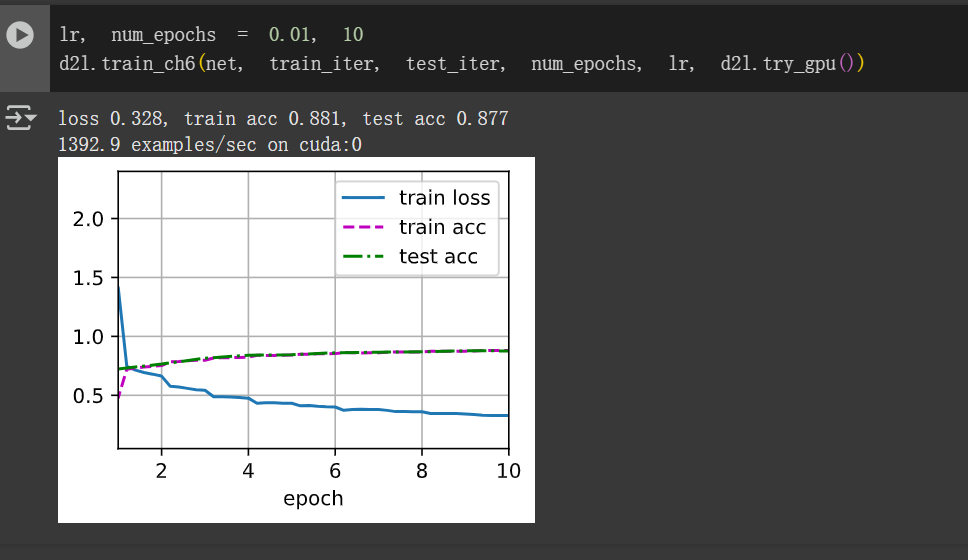 lr, num_epochs = 0.01, 10
d2l.train_ch6(net, train_iter, test_iter, num_epochs, lr, d2l.try_gpu())
loss 0.328, train acc 0.881, test acc 0.877
1392.9 examples/sec on cuda:0
train loss
train acc
test acc
2.0
1.5
1.0
0.5
2 4 6 8 10
epoch